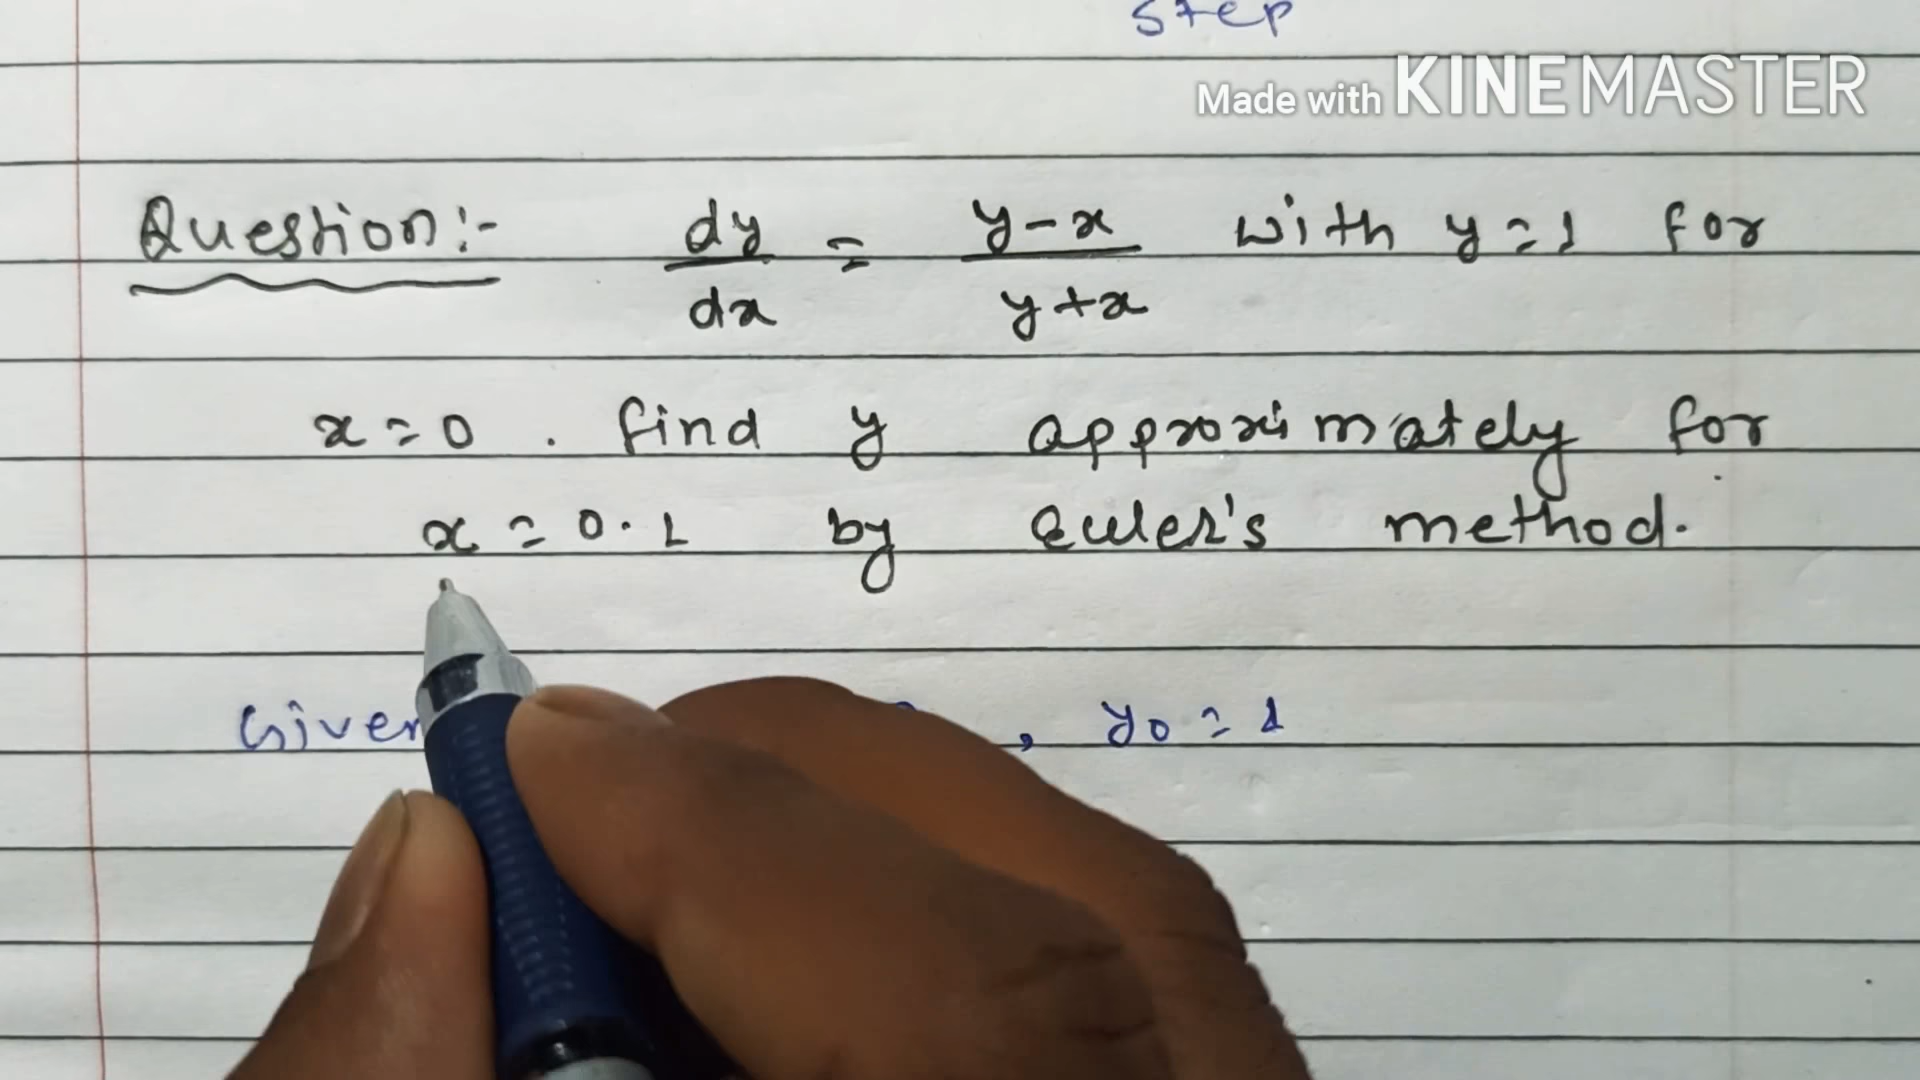 step
Made with KINEMASTER
Question:- dy/dx = y-x/y+x with y=1 for
x=0 . find y approximately for
x = 0.1 by Euler's method.
Given , y0 = 1